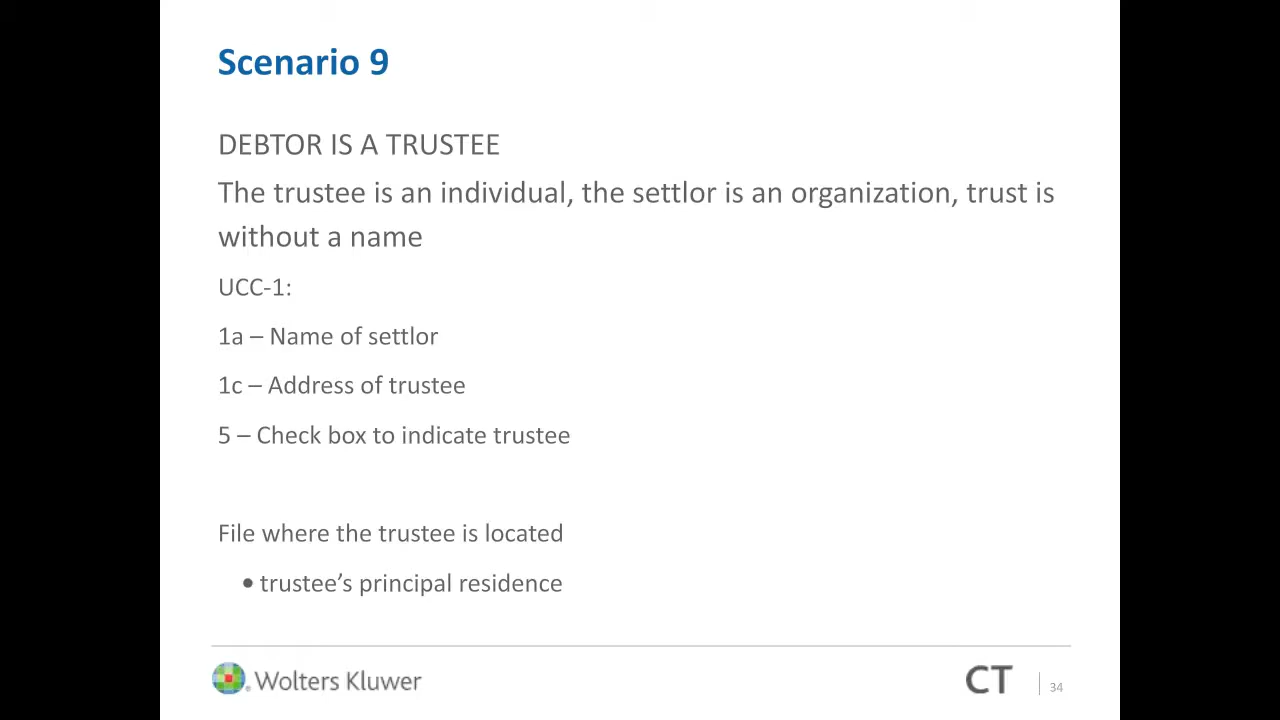 Scenario 9
DEBTOR IS A TRUSTEE
The trustee is an individual, the settlor is an organization, trust is
without a name
UCC-1:
1a – Name of settlor
1c – Address of trustee
5 – Check box to indicate trustee
File where the trustee is located
• trustee’s principal residence
Wolters Kluwer
CT
34